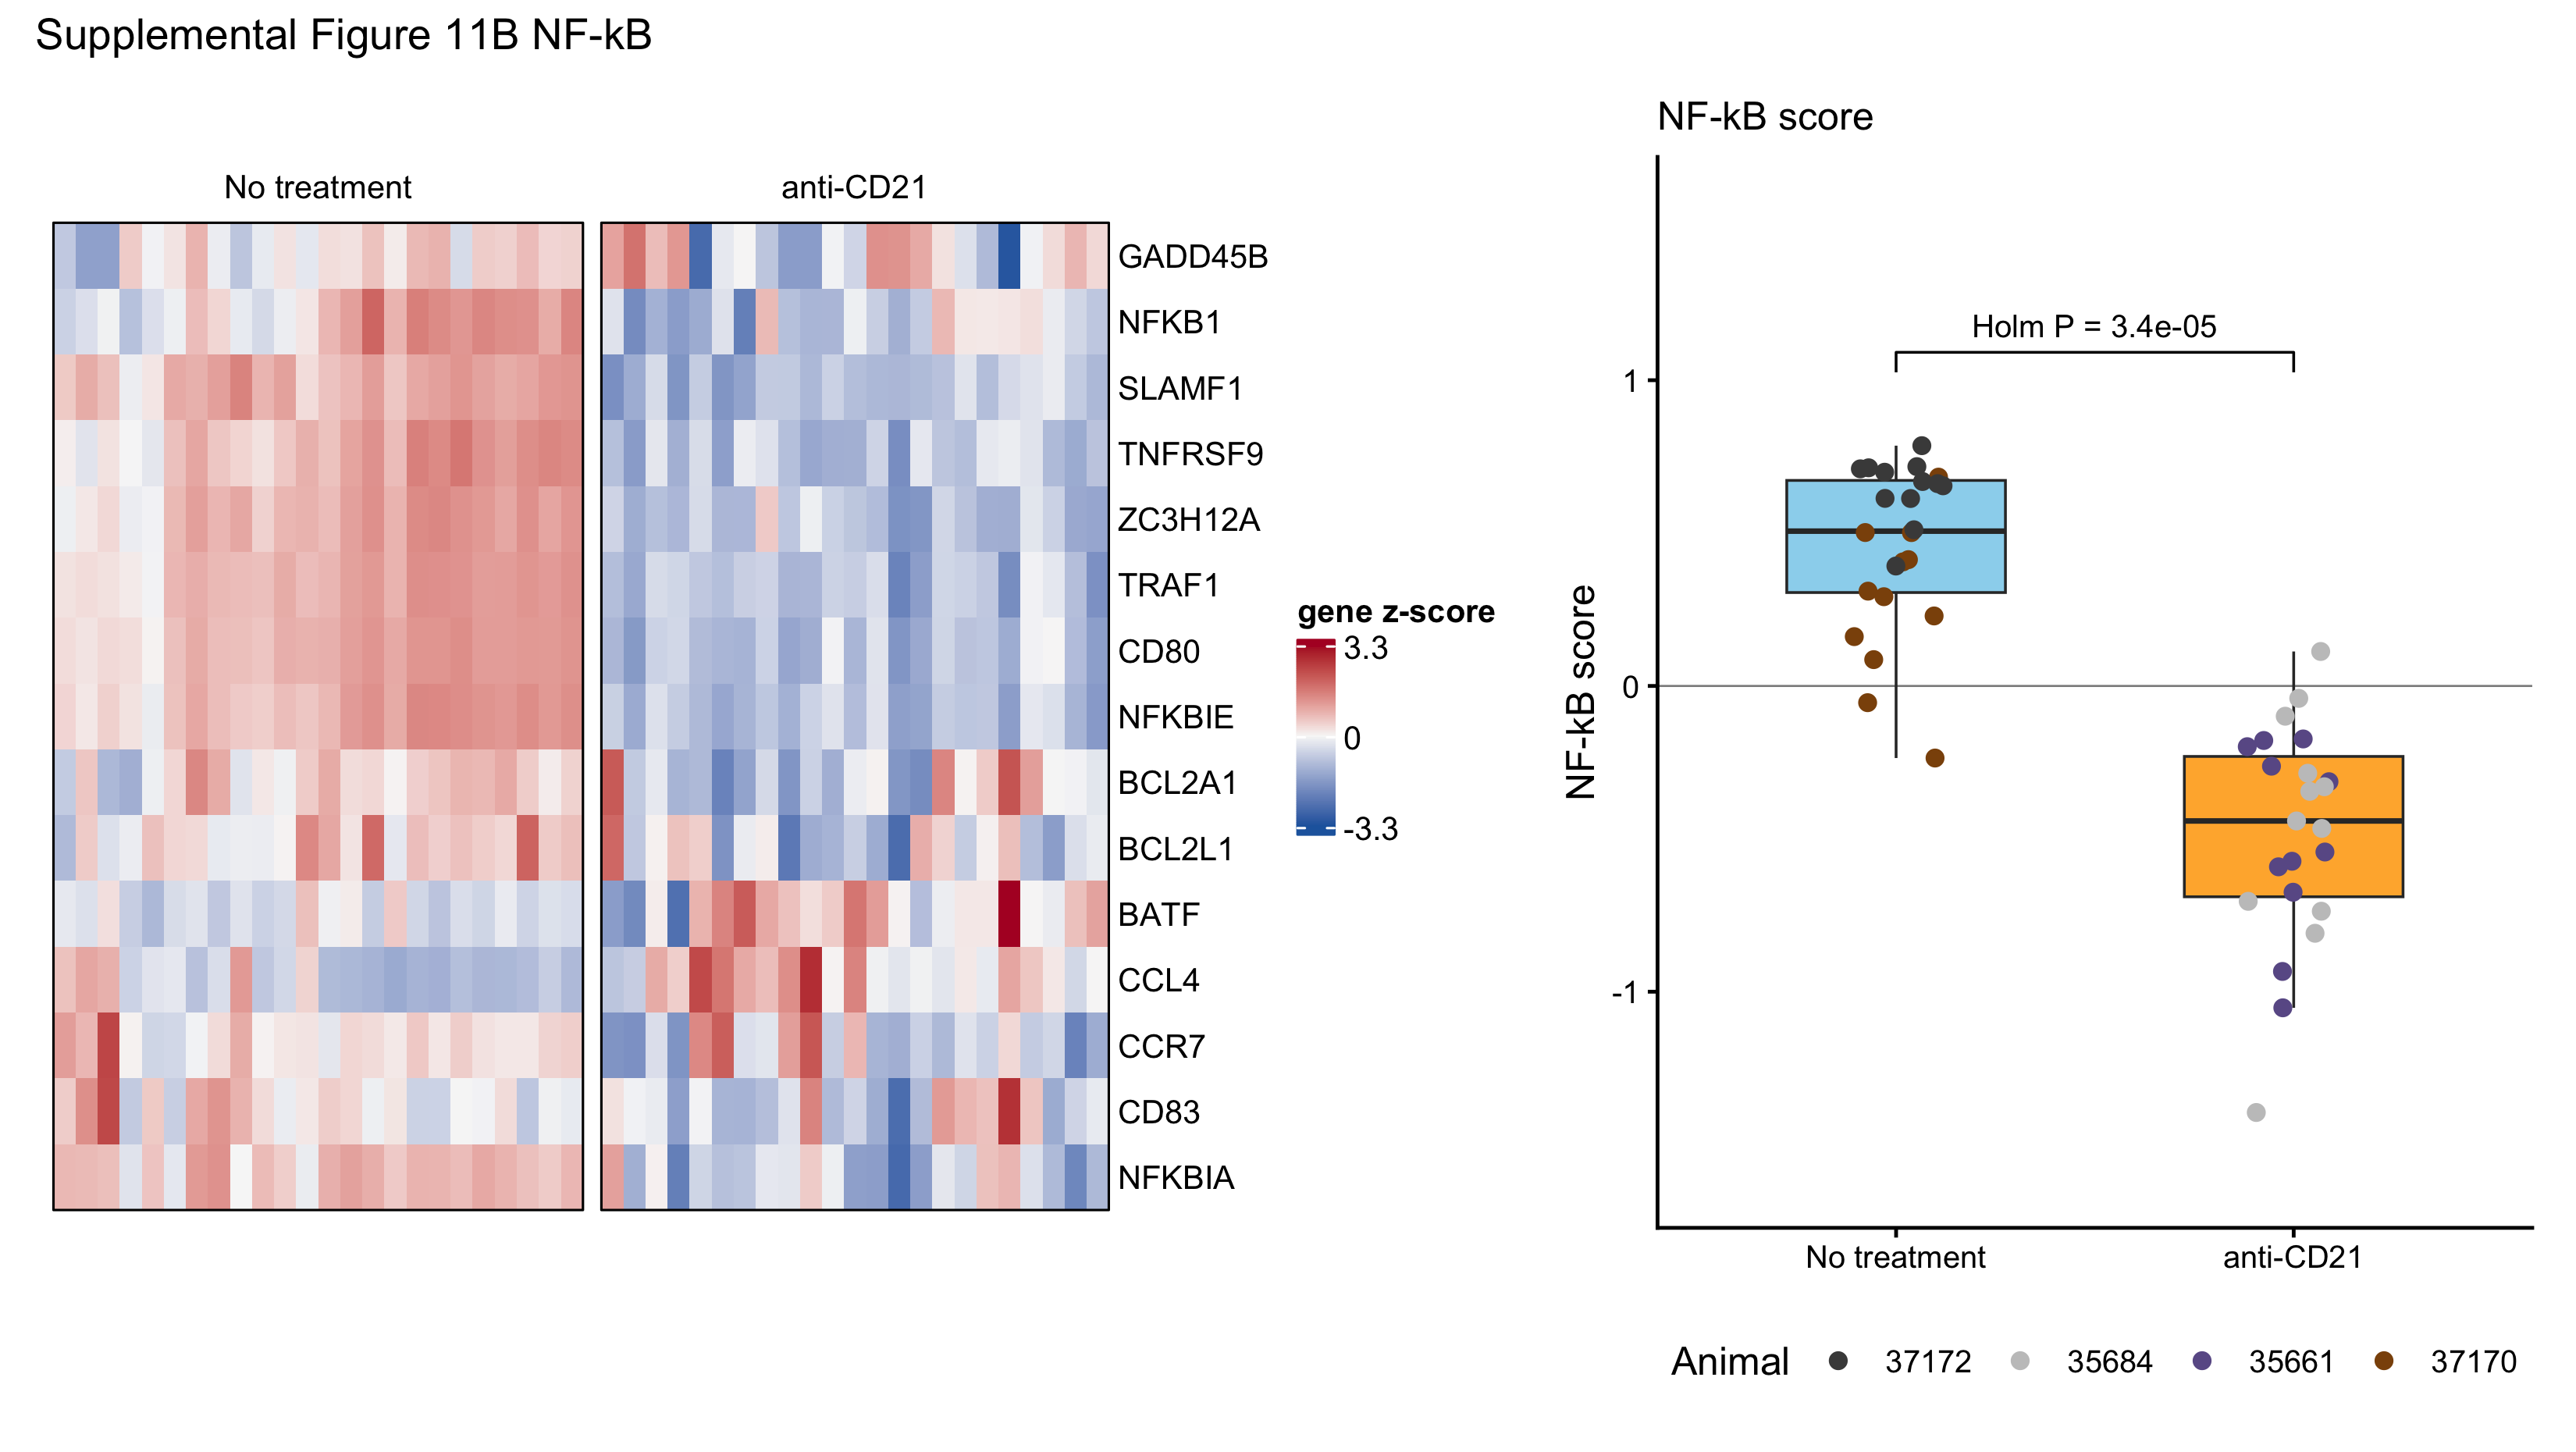 Supplemental Figure 11B NF-kB
No treatment
anti-CD21
GADD45B
NFKB1
SLAMF1
TNFRSF9
ZC3H12A
TRAF1
CD80
NFKBIE
BCL2A1
BCL2L1
BATF
CCL4
CCR7
CD83
NFKBIA
gene z-score
3.3
0
-3.3
NF-kB score
NF-kB score
1
0
-1
Holm P = 3.4e-05
No treatment
anti-CD21
Animal 37172 35684 35661 37170